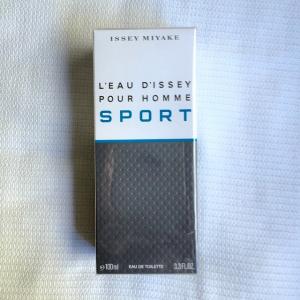 ISSEY MIYAKE
L'EAU D'ISSEY
POUR HOMME
SPORT
℮100ml EAU DE TOILETTE 3.3FL.OZ.